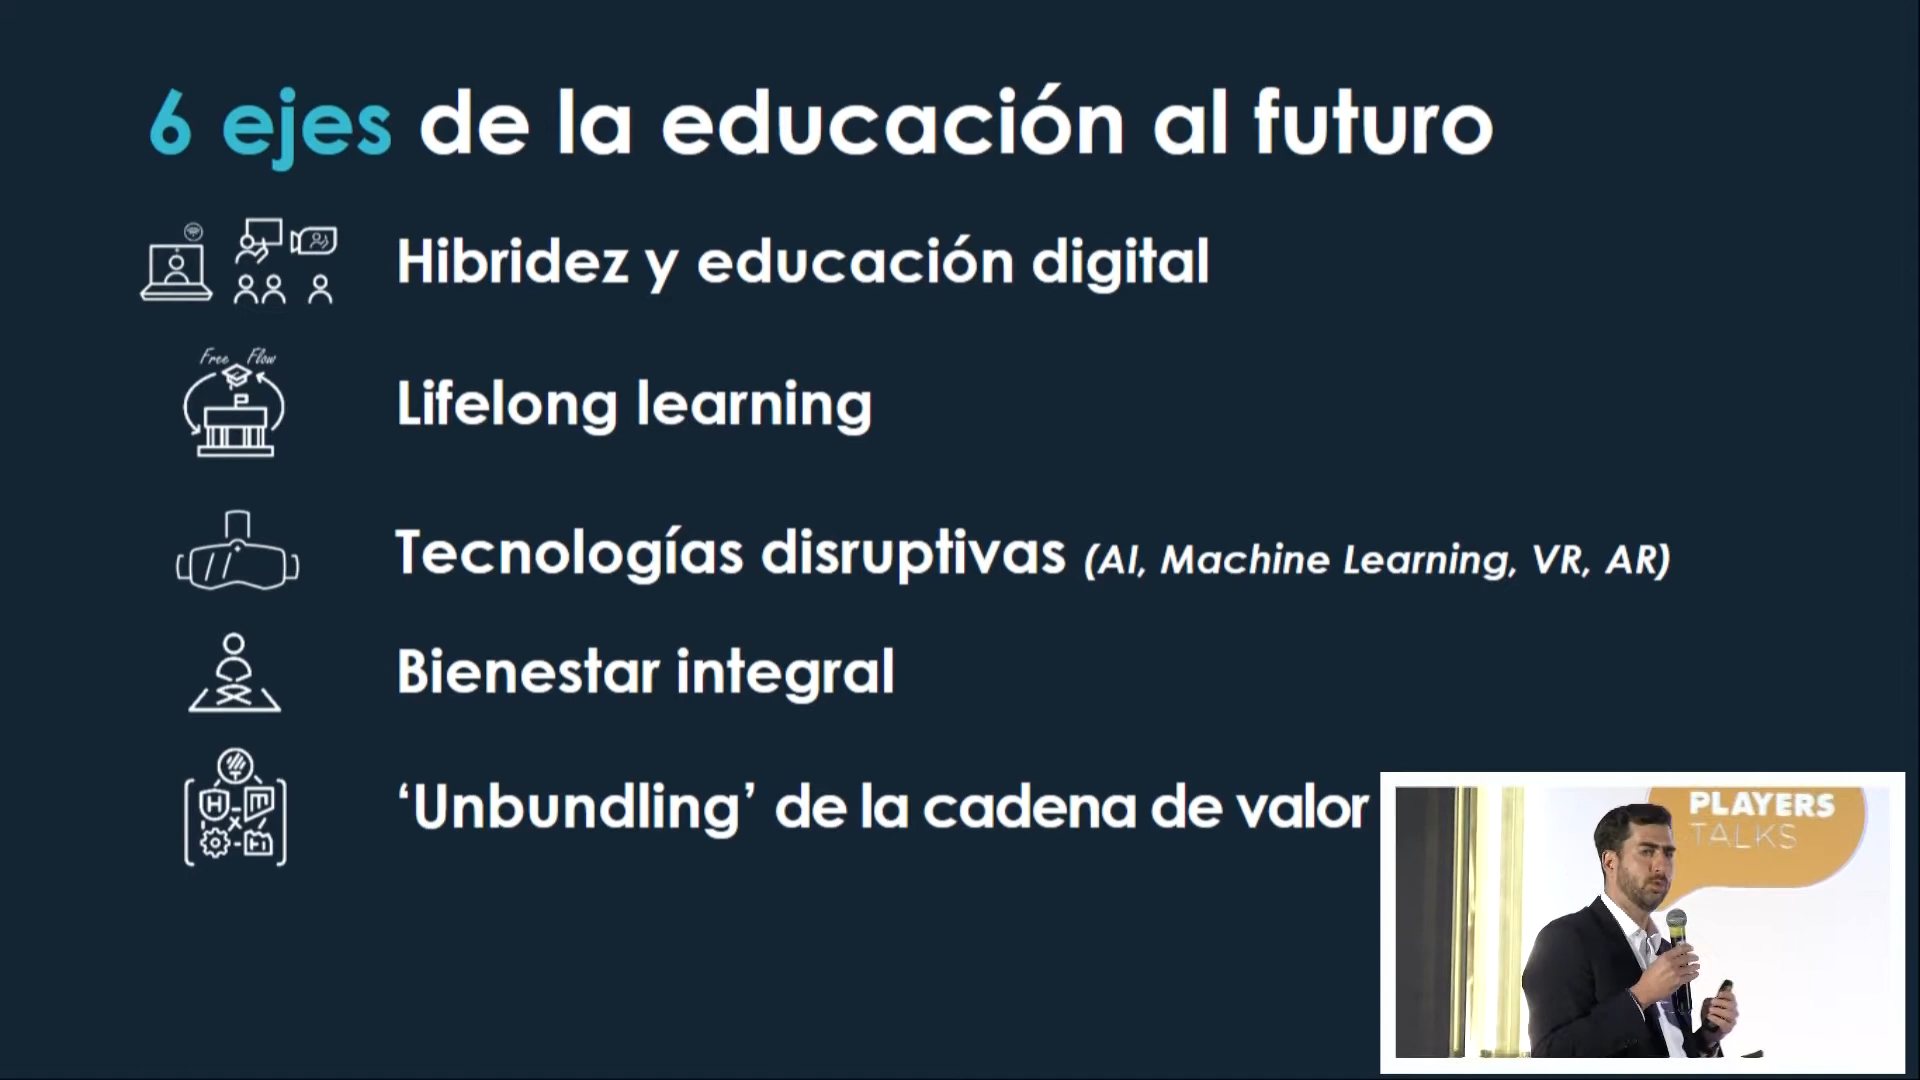 6 ejes de la educación al futuro
Hibridez y educación digital
Free Flow
Lifelong learning
Tecnologías disruptivas (AI, Machine Learning, VR, AR)
Bienestar integral
‘Unbundling’ de la cadena de valor
PLAYERS
TALKS